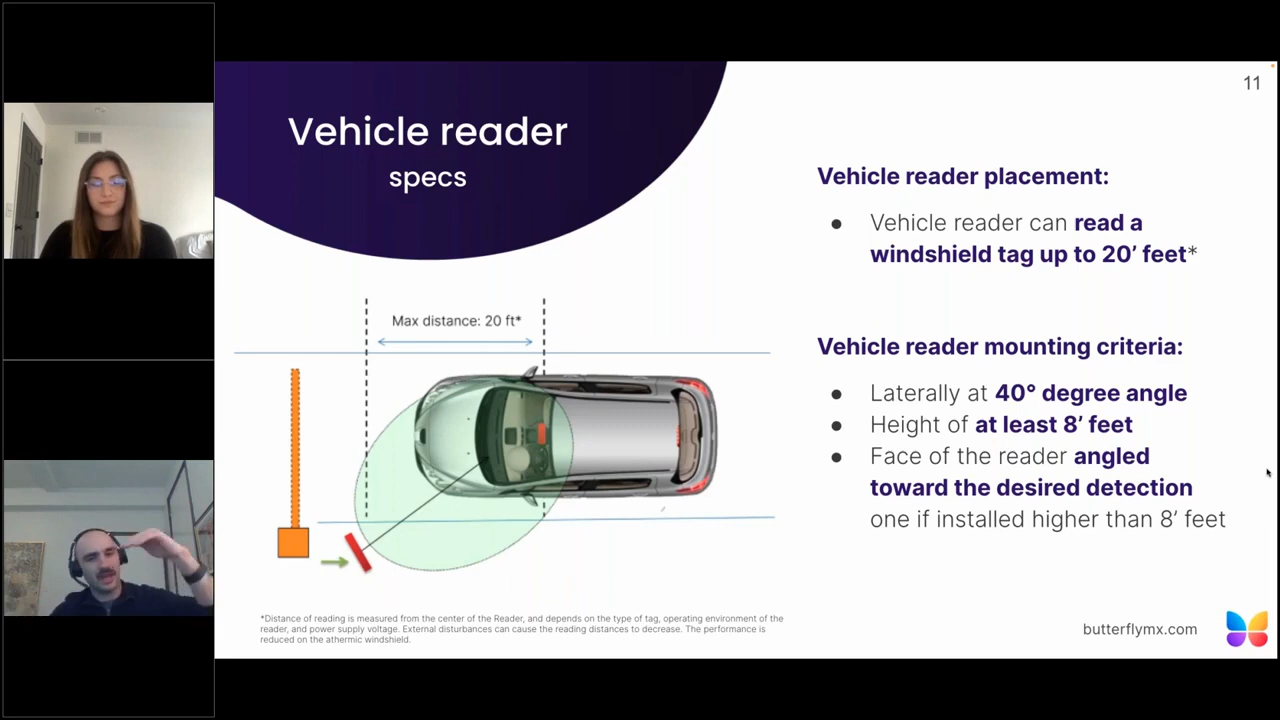 11
Vehicle reader
specs
Vehicle reader placement:
● Vehicle reader can read a
windshield tag up to 20’ feet*
Max distance: 20 ft*
Vehicle reader mounting criteria:
● Laterally at 40° degree angle
● Height of at least 8’ feet
● Face of the reader angled
toward the desired detection
one if installed higher than 8’ feet
*Distance of reading is measured from the center of the Reader, and depends on the type of tag, operating environment of the
reader, and power supply voltage. External disturbances can cause the reading distances to decrease. The performance is
reduced on the athermic windshield.
butterflymx.com